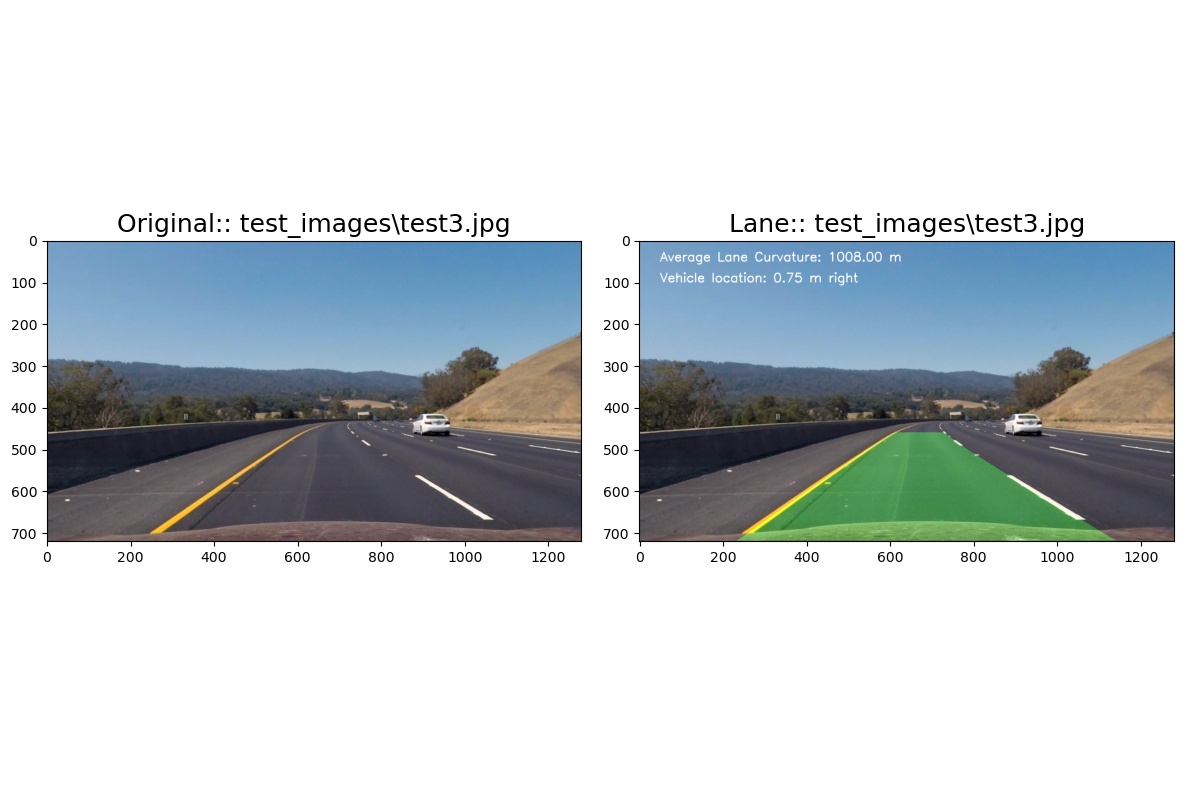 Original:: test_images\test3.jpg
0
100
200
300
400
500
600
700
0 200 400 600 800 1000 1200
Lane:: test_images\test3.jpg
Average Lane Curvature: 1008.00 m
Vehicle location: 0.75 m right
0
100
200
300
400
500
600
700
0 200 400 600 800 1000 1200